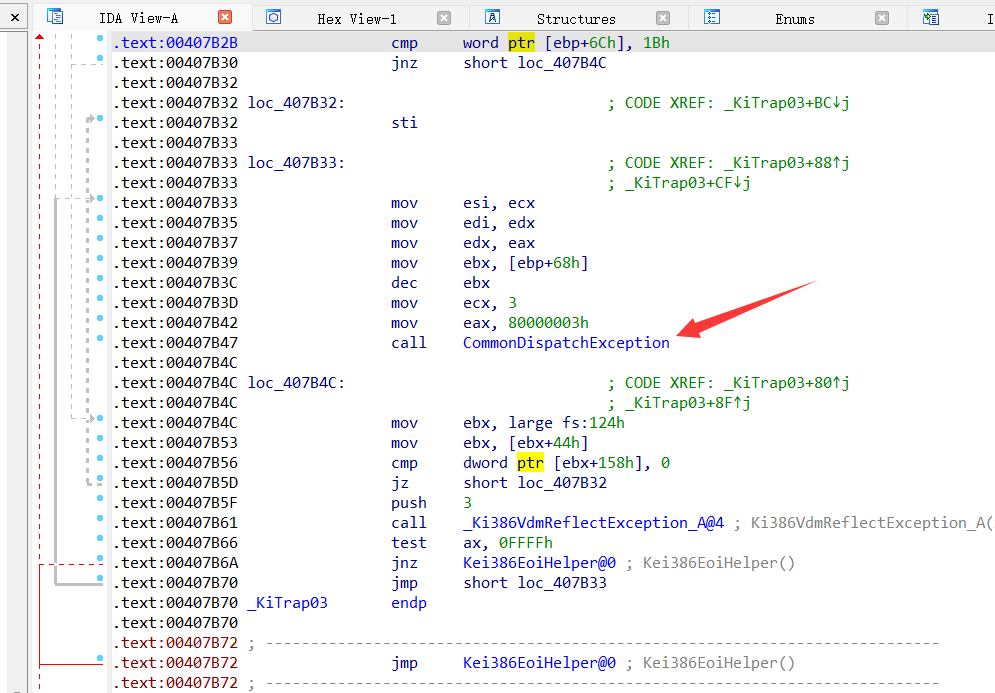 IDA View-A Hex View-1 Structures Enums I
.text:00407B2B cmp word ptr [ebp+6Ch], 1Bh
.text:00407B30 jnz short loc_407B4C
.text:00407B32
.text:00407B32 loc_407B32: ; CODE XREF: _KiTrap03+BC↓j
.text:00407B32 sti
.text:00407B33
.text:00407B33 loc_407B33: ; CODE XREF: _KiTrap03+88↑j
.text:00407B33 ; _KiTrap03+CF↓j
.text:00407B33 mov esi, ecx
.text:00407B35 mov edi, edx
.text:00407B37 mov edx, eax
.text:00407B39 mov ebx, [ebp+68h]
.text:00407B3C dec ebx
.text:00407B3D mov ecx, 3
.text:00407B42 mov eax, 80000003h
.text:00407B47 call CommonDispatchException
.text:00407B4C
.text:00407B4C loc_407B4C: ; CODE XREF: _KiTrap03+80↑j
.text:00407B4C ; _KiTrap03+8F↑j
.text:00407B4C mov ebx, large fs:124h
.text:00407B53 mov ebx, [ebx+44h]
.text:00407B56 cmp dword ptr [ebx+158h], 0
.text:00407B5D jz short loc_407B32
.text:00407B5F push 3
.text:00407B61 call _Ki386VdmReflectException_A@4 ; Ki386VdmReflectException_A(
.text:00407B66 test ax, 0FFFFh
.text:00407B6A jnz Kei386EoiHelper@0 ; Kei386EoiHelper()
.text:00407B70 jmp short loc_407B33
.text:00407B70 _KiTrap03 endp
.text:00407B70
.text:00407B72 ; ---------------------------------------------------------------------------
.text:00407B72 jmp Kei386EoiHelper@0 ; Kei386EoiHelper()
.text:00407B72 ; ---------------------------------------------------------------------------